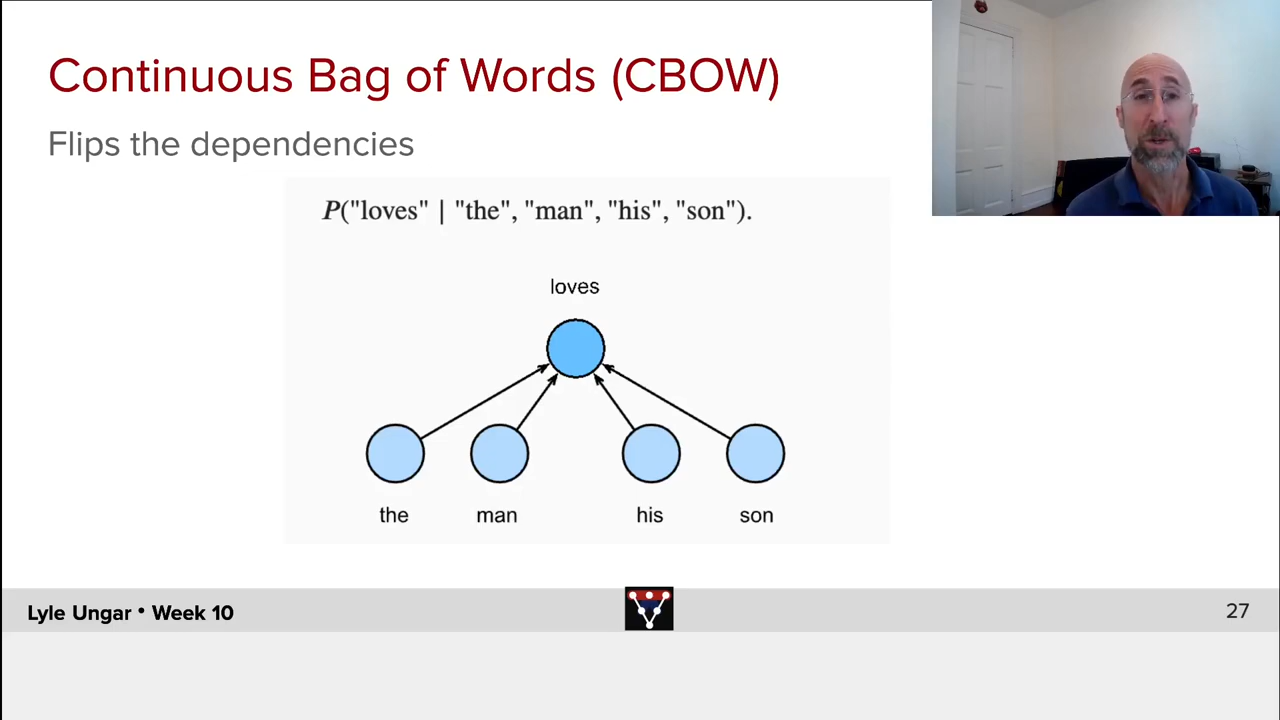 Continuous Bag of Words (CBOW)
Flips the dependencies
P("loves" | "the", "man", "his", "son").
loves
the man his son
Lyle Ungar • Week 10
27